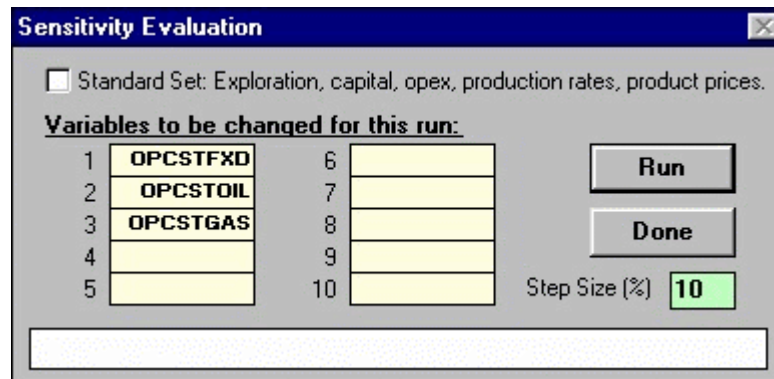 Sensitivity Evaluation
Standard Set: Exploration, capital, opex, production rates, product prices.
Variables to be changed for this run:
1 OPCSTFXD 6
2 OPCSTOIL 7
3 OPCSTGAS 8
4 9
5 10
Run
Done
Step Size (%) 10